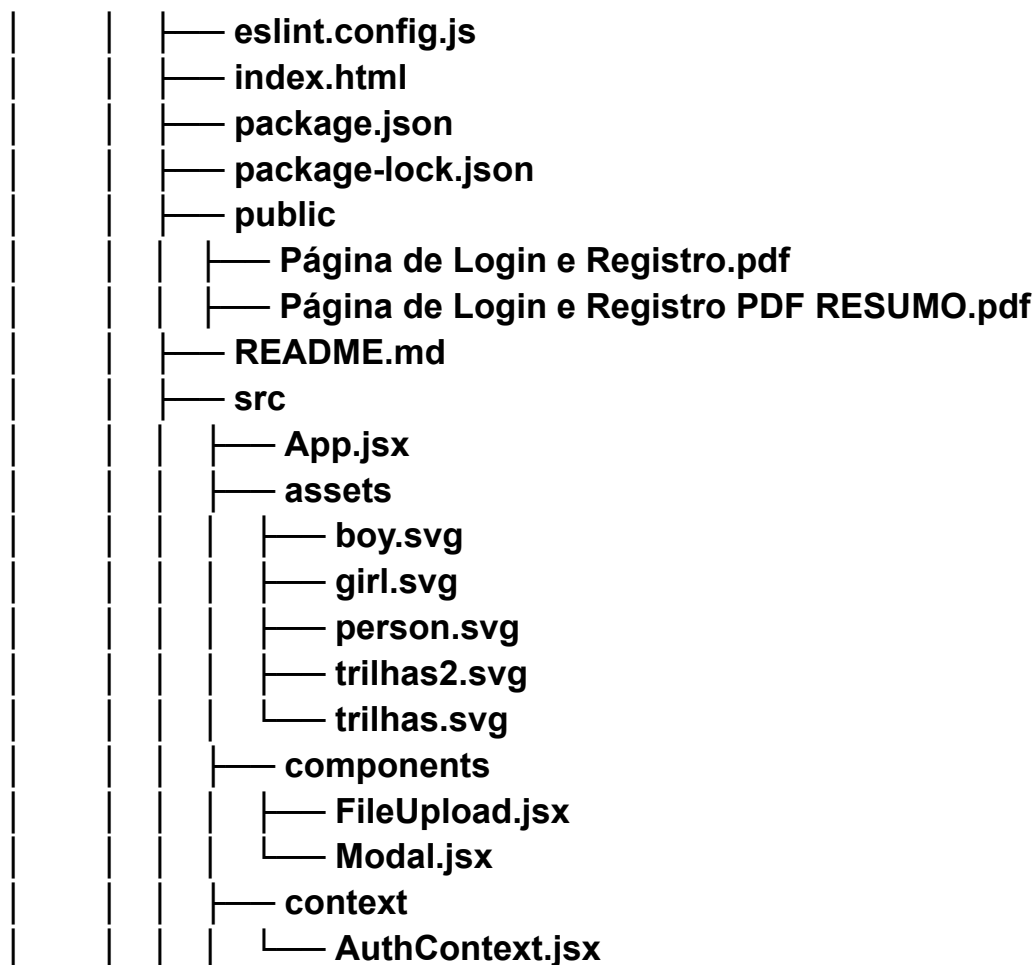 │ │ ├── eslint.config.js
│ │ ├── index.html
│ │ ├── package.json
│ │ ├── package-lock.json
│ │ ├── public
│ │ │ ├── Página de Login e Registro.pdf
│ │ │ ├── Página de Login e Registro PDF RESUMO.pdf
│ │ ├── README.md
│ │ ├── src
│ │ │ ├── App.jsx
│ │ │ ├── assets
│ │ │ │ ├── boy.svg
│ │ │ │ ├── girl.svg
│ │ │ │ ├── person.svg
│ │ │ │ ├── trilhas2.svg
│ │ │ │ └── trilhas.svg
│ │ │ ├── components
│ │ │ │ ├── FileUpload.jsx
│ │ │ │ └── Modal.jsx
│ │ │ ├── context
│ │ │ │ └── AuthContext.jsx